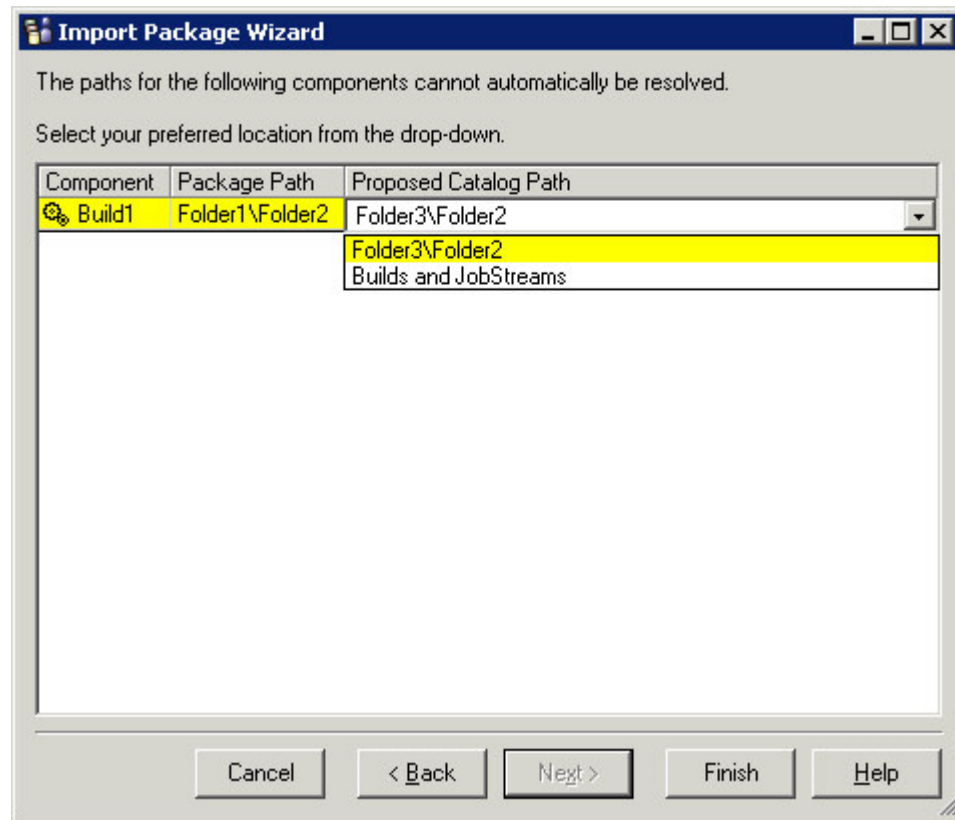 Import Package Wizard
The paths for the following components cannot automatically be resolved.
Select your preferred location from the drop-down.
Component Package Path Proposed Catalog Path
Build1 Folder1\Folder2 Folder3\Folder2
Folder3\Folder2
Builds and JobStreams
Cancel < Back Next > Finish Help